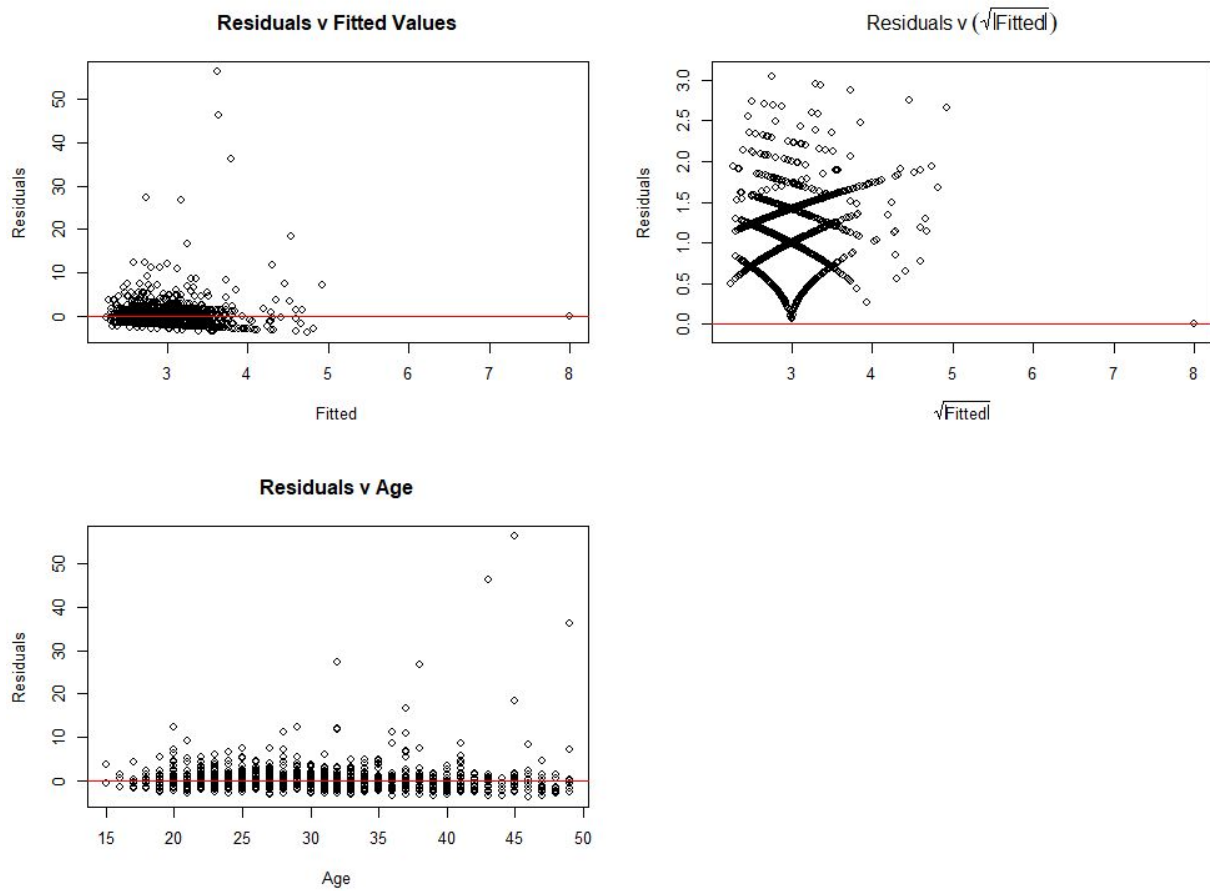 Residuals v Fitted Values
Residuals
50
40
30
20
10
0
3 4 5 6 7 8
Fitted
Residuals v (√|Fitted|)
Residuals
3.0
2.5
2.0
1.5
1.0
0.5
0.0
3 4 5 6 7 8
√|Fitted|
Residuals v Age
Residuals
50
40
30
20
10
0
15 20 25 30 35 40 45 50
Age